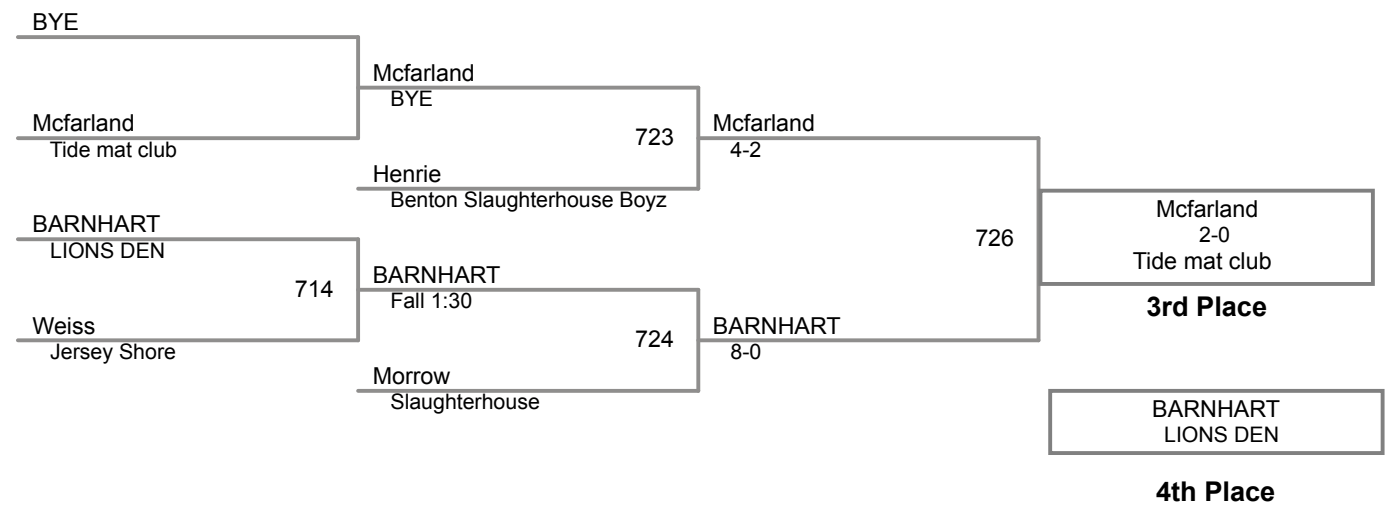 BYE
Mcfarland
BYE
Mcfarland
Tide mat club
723
Mcfarland
4-2
Henrie
Benton Slaughterhouse Boyz
BARNHART
LIONS DEN
714
BARNHART
Fall 1:30
Weiss
Jersey Shore
724
BARNHART
8-0
Morrow
Slaughterhouse
726
Mcfarland
2-0
Tide mat club
3rd Place
BARNHART
LIONS DEN
4th Place